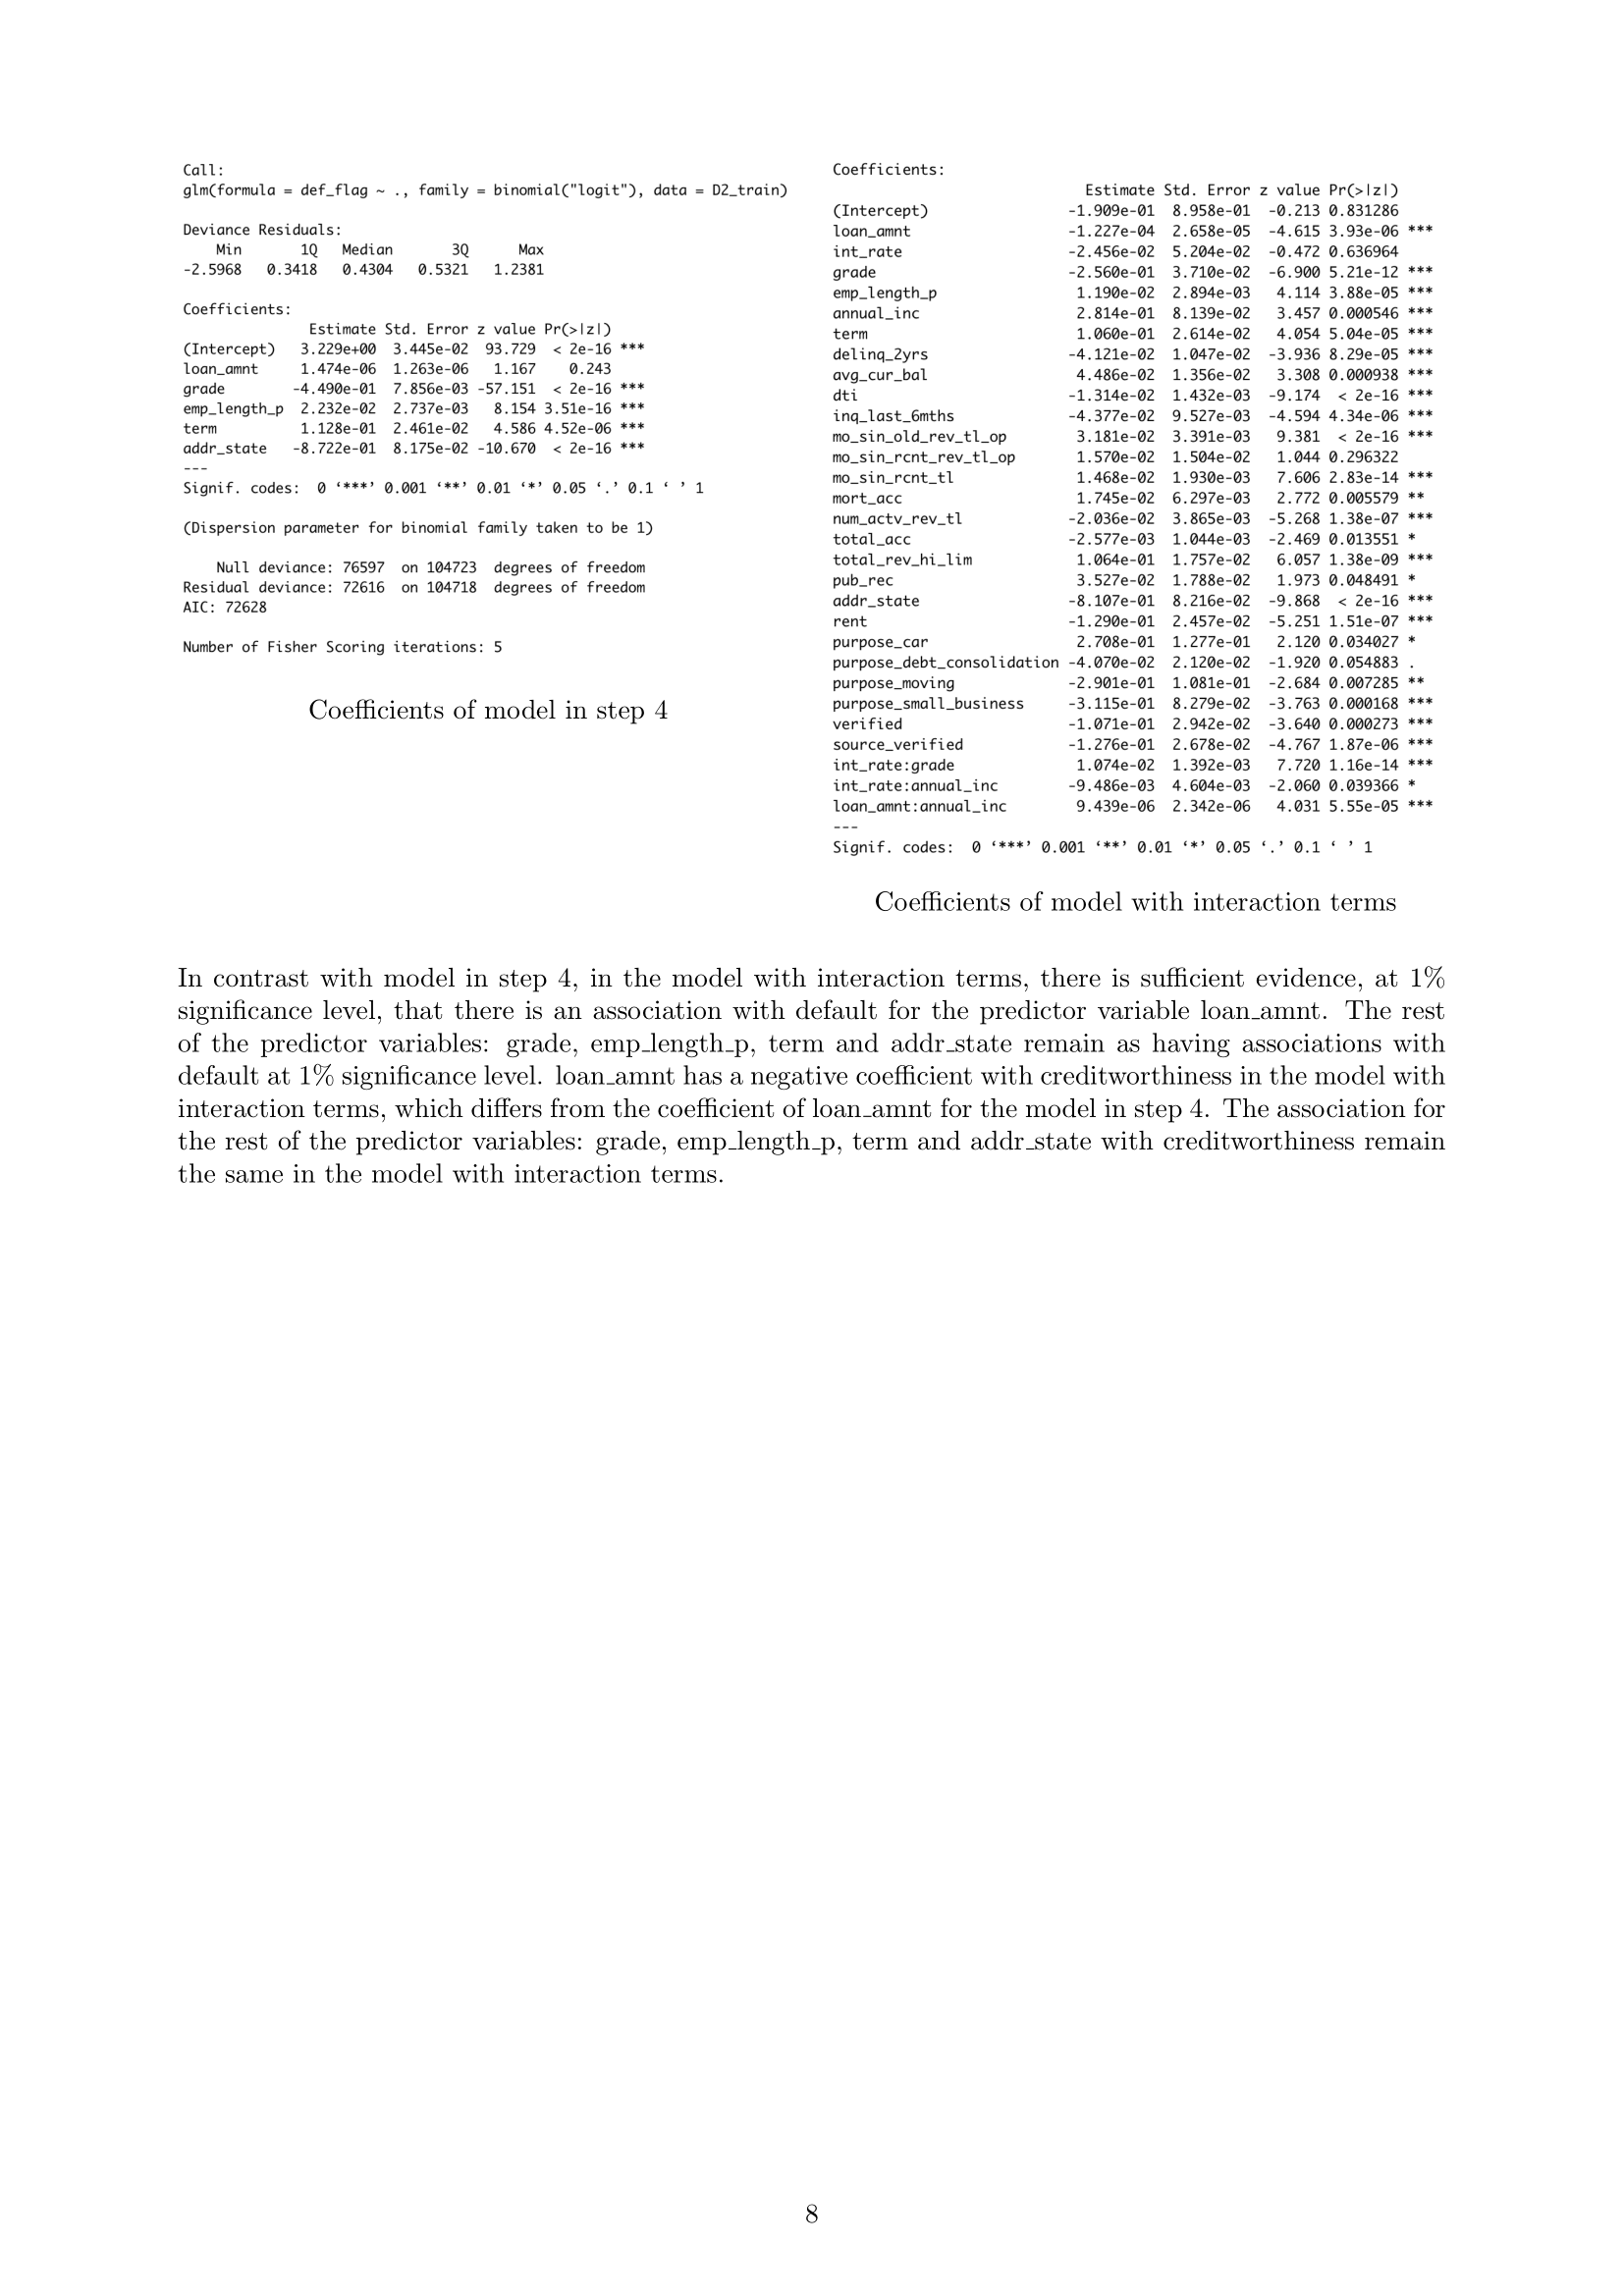 Call:
glm(formula = def_flag ~ ., family = binomial("logit"), data = D2_train)
Deviance Residuals:
    Min       1Q   Median       3Q      Max
-2.5968   0.3418   0.4304   0.5321   1.2381
Coefficients:
               Estimate Std. Error z value Pr(>|z|)
(Intercept)   3.229e+00  3.445e-02  93.729  < 2e-16 ***
loan_amnt     1.474e-06  1.263e-06   1.167    0.243
grade        -4.490e-01  7.856e-03 -57.151  < 2e-16 ***
emp_length_p  2.232e-02  2.737e-03   8.154 3.51e-16 ***
term          1.128e-01  2.461e-02   4.586 4.52e-06 ***
addr_state   -8.722e-01  8.175e-02 -10.670  < 2e-16 ***
---
Signif. codes:  0 ‘***’ 0.001 ‘**’ 0.01 ‘*’ 0.05 ‘.’ 0.1 ‘ ’ 1
(Dispersion parameter for binomial family taken to be 1)
    Null deviance: 76597  on 104723  degrees of freedom
Residual deviance: 72616  on 104718  degrees of freedom
AIC: 72628
Number of Fisher Scoring iterations: 5
Coefficients of model in step 4
Coefficients:
                             Estimate Std. Error z value Pr(>|z|)
(Intercept)                -1.909e-01  8.958e-01  -0.213 0.831286
loan_amnt                  -1.227e-04  2.658e-05  -4.615 3.93e-06 ***
int_rate                   -2.456e-02  5.204e-02  -0.472 0.636964
grade                      -2.560e-01  3.710e-02  -6.900 5.21e-12 ***
emp_length_p                1.190e-02  2.894e-03   4.114 3.88e-05 ***
annual_inc                  2.814e-01  8.139e-02   3.457 0.000546 ***
term                        1.060e-01  2.614e-02   4.054 5.04e-05 ***
delinq_2yrs                -4.121e-02  1.047e-02  -3.936 8.29e-05 ***
avg_cur_bal                 4.486e-02  1.356e-02   3.308 0.000938 ***
dti                        -1.314e-02  1.432e-03  -9.174  < 2e-16 ***
inq_last_6mths             -4.377e-02  9.527e-03  -4.594 4.34e-06 ***
mo_sin_old_rev_tl_op        3.181e-02  3.391e-03   9.381  < 2e-16 ***
mo_sin_rcnt_rev_tl_op       1.570e-02  1.504e-02   1.044 0.296322
mo_sin_rcnt_tl              1.468e-02  1.930e-03   7.606 2.83e-14 ***
mort_acc                    1.745e-02  6.297e-03   2.772 0.005579 **
num_actv_rev_tl            -2.036e-02  3.865e-03  -5.268 1.38e-07 ***
total_acc                  -2.577e-03  1.044e-03  -2.469 0.013551 *
total_rev_hi_lim            1.064e-01  1.757e-02   6.057 1.38e-09 ***
pub_rec                     3.527e-02  1.788e-02   1.973 0.048491 *
addr_state                 -8.107e-01  8.216e-02  -9.868  < 2e-16 ***
rent                       -1.290e-01  2.457e-02  -5.251 1.51e-07 ***
purpose_car                 2.708e-01  1.277e-01   2.120 0.034027 *
purpose_debt_consolidation -4.070e-02  2.120e-02  -1.920 0.054883 .
purpose_moving             -2.901e-01  1.081e-01  -2.684 0.007285 **
purpose_small_business     -3.115e-01  8.279e-02  -3.763 0.000168 ***
verified                   -1.071e-01  2.942e-02  -3.640 0.000273 ***
source_verified            -1.276e-01  2.678e-02  -4.767 1.87e-06 ***
int_rate:grade              1.074e-02  1.392e-03   7.720 1.16e-14 ***
int_rate:annual_inc        -9.486e-03  4.604e-03  -2.060 0.039366 *
loan_amnt:annual_inc        9.439e-06  2.342e-06   4.031 5.55e-05 ***
---
Signif. codes:  0 ‘***’ 0.001 ‘**’ 0.01 ‘*’ 0.05 ‘.’ 0.1 ‘ ’ 1
Coefficients of model with interaction terms
In contrast with model in step 4, in the model with interaction terms, there is sufficient evidence, at 1%
significance level, that there is an association with default for the predictor variable loan_amnt. The rest
of the predictor variables: grade, emp_length_p, term and addr_state remain as having associations with
default at 1% significance level. loan_amnt has a negative coefficient with creditworthiness in the model with
interaction terms, which differs from the coefficient of loan_amnt for the model in step 4. The association for
the rest of the predictor variables: grade, emp_length_p, term and addr_state with creditworthiness remain
the same in the model with interaction terms.
8